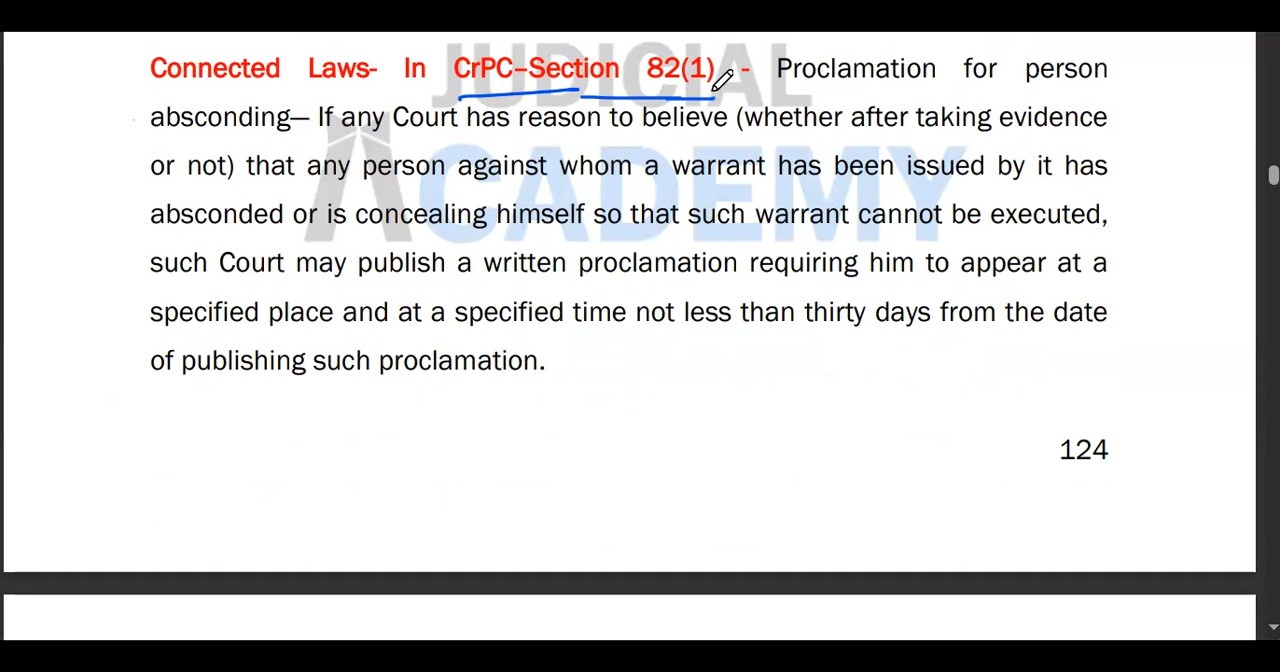 JUDICIAL
ACADEMY
Connected Laws- In CrPC–Section 82(1) - Proclamation for person
absconding— If any Court has reason to believe (whether after taking evidence
or not) that any person against whom a warrant has been issued by it has
absconded or is concealing himself so that such warrant cannot be executed,
such Court may publish a written proclamation requiring him to appear at a
specified place and at a specified time not less than thirty days from the date
of publishing such proclamation.
124